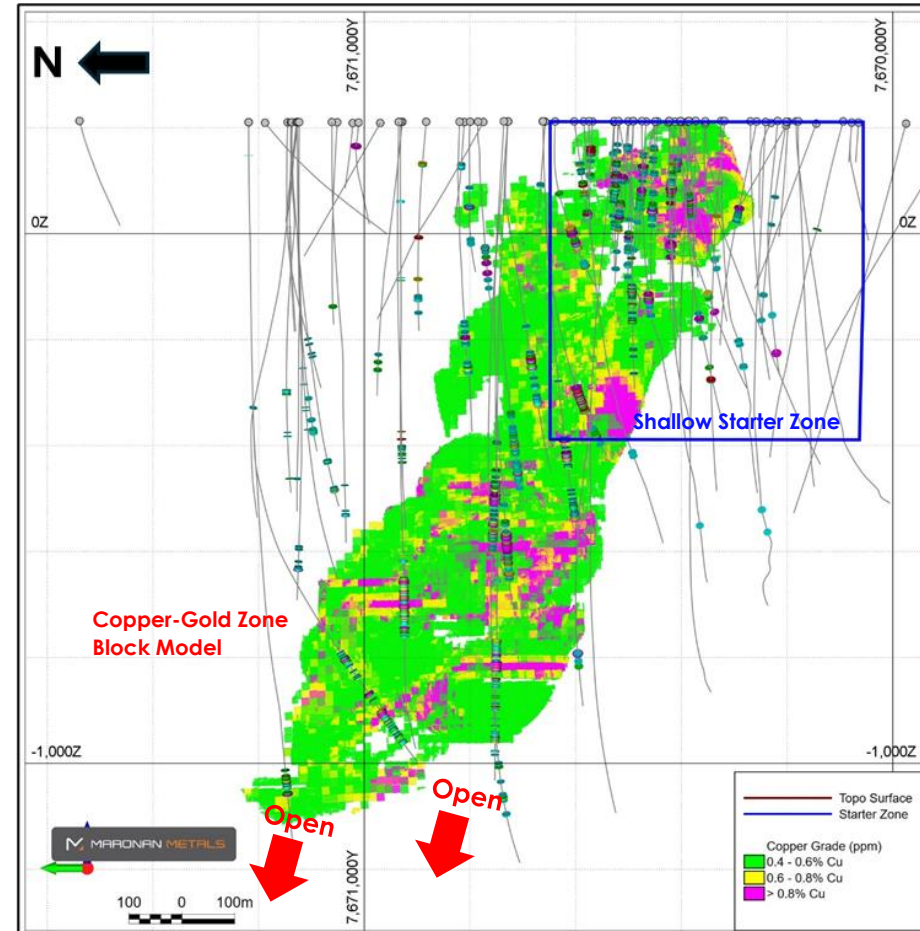 N
7,671,000Y
7,670,000Y
0Z
0Z
Shallow Starter Zone
Copper-Gold Zone
Block Model
-1,000Z
-1,000Z
Open
Open
MARONAN METALS
7,671,000Y
100 0 100m
Topo Surface
Starter Zone
Copper Grade (ppm)
0.4 - 0.6% Cu
0.6 - 0.8% Cu
> 0.8% Cu